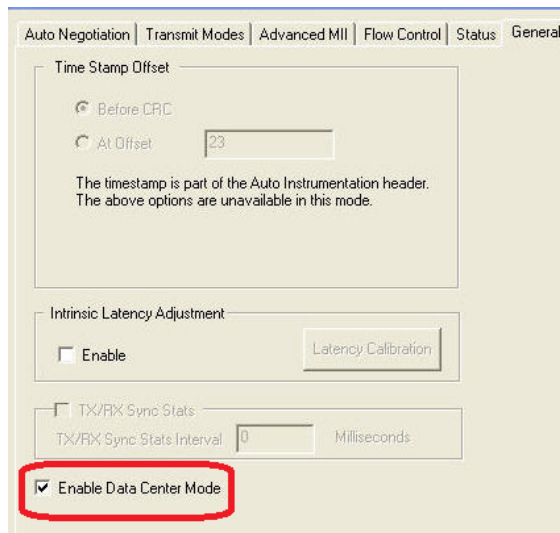 Auto Negotiation Transmit Modes Advanced MII Flow Control Status General
Time Stamp Offset
Before CRC
At Offset 23
The timestamp is part of the Auto Instrumentation header.
The above options are unavailable in this mode.
Intrinsic Latency Adjustment
Enable Latency Calibration
TX/RX Sync Stats
TX/RX Sync Stats Interval 0 Milliseconds
Enable Data Center Mode